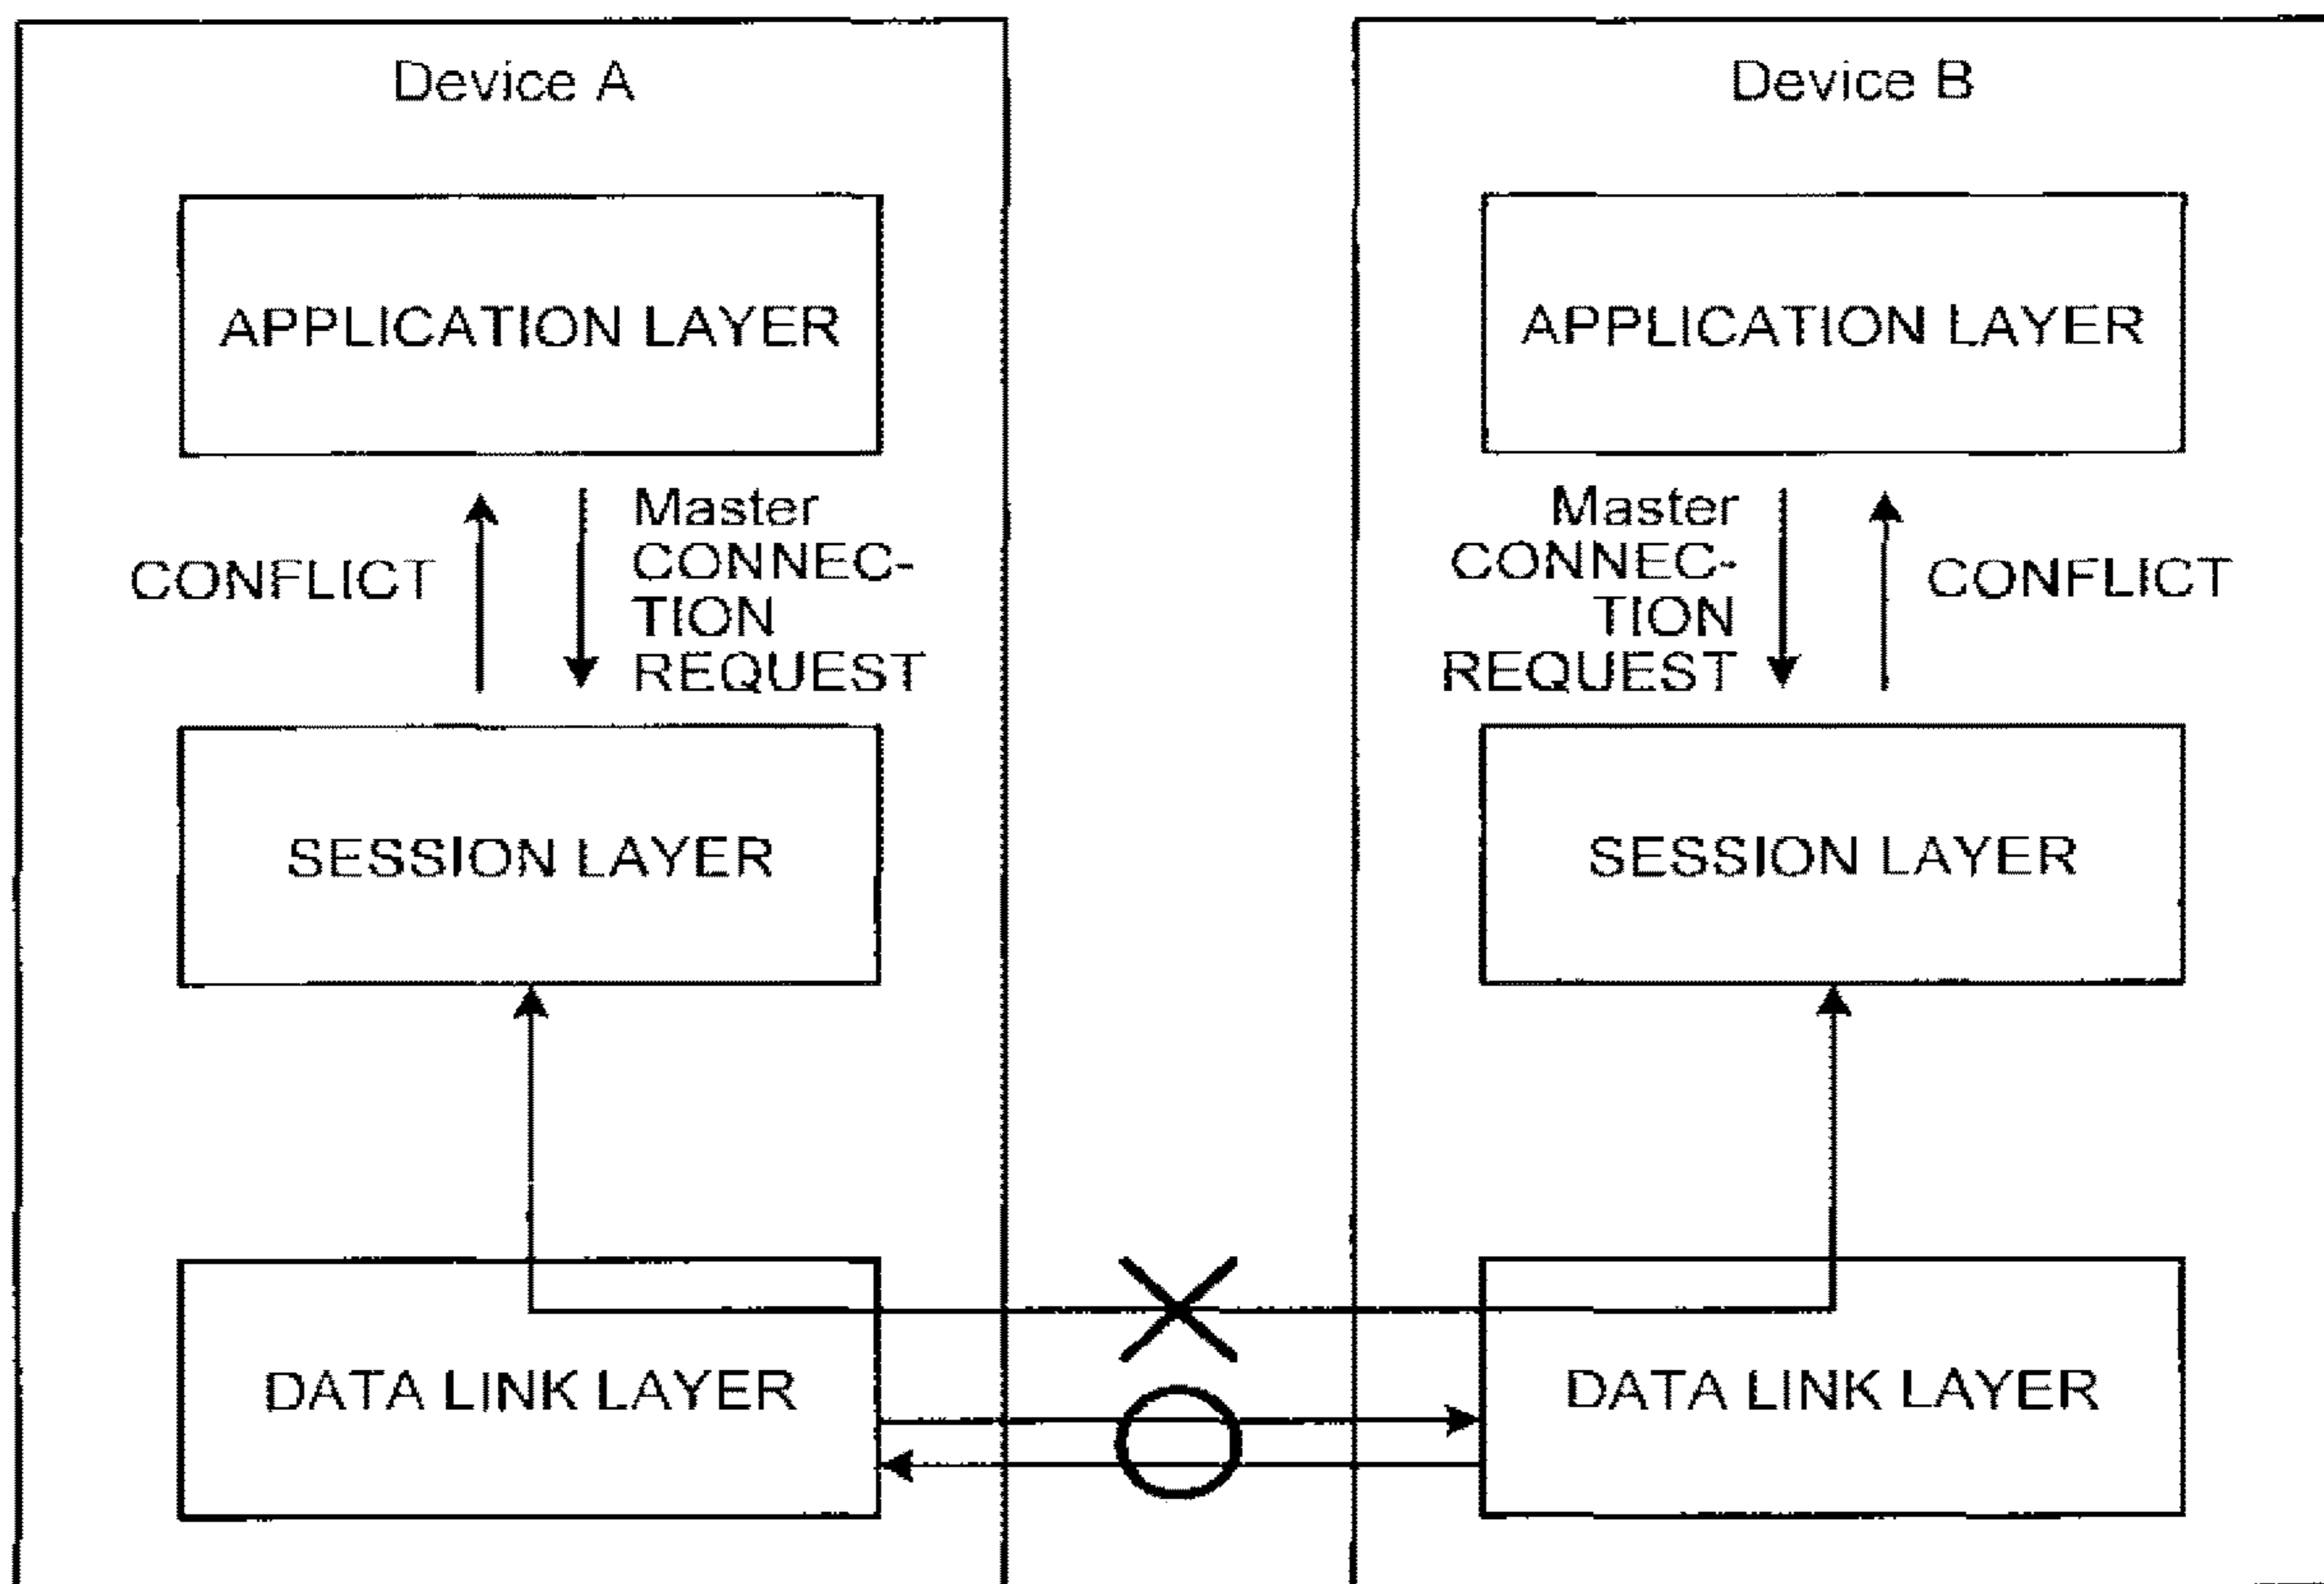 Device A
APPLICATION LAYER
CONFLICT
Master
CONNEC-
TION
REQUEST
SESSION LAYER
DATA LINK LAYER
Device B
APPLICATION LAYER
Master
CONNEC-
TION
REQUEST
CONFLICT
SESSION LAYER
DATA LINK LAYER